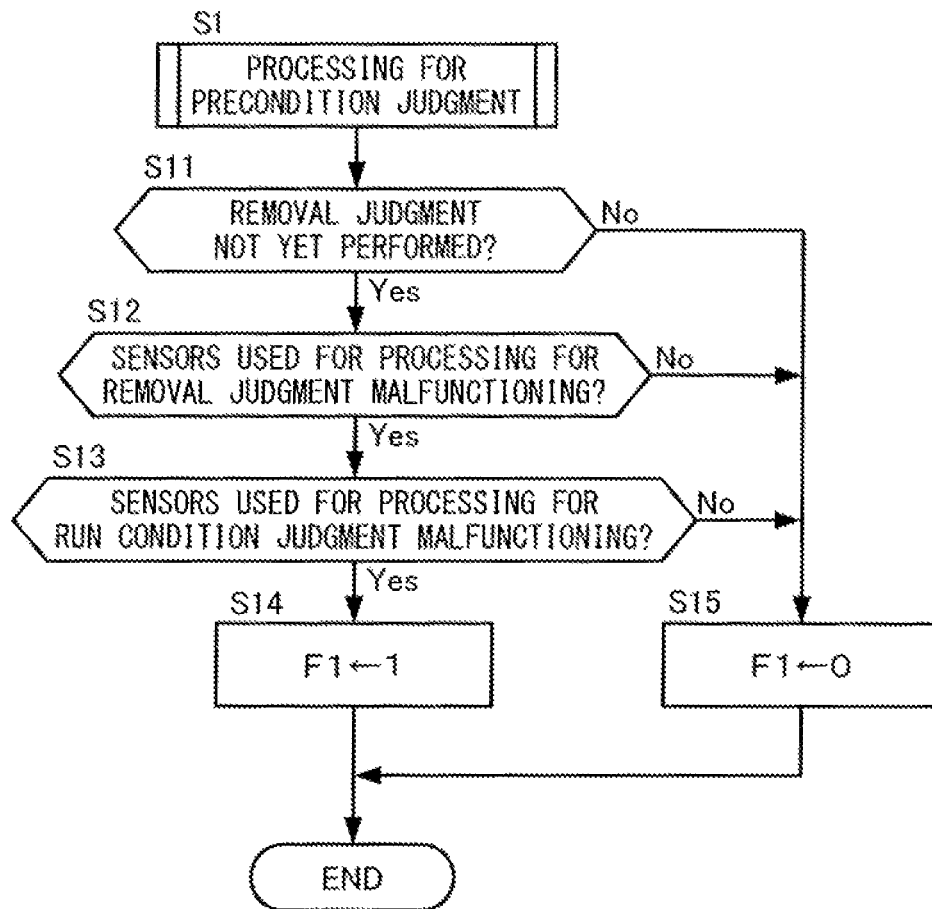 S1
PROCESSING FOR
PRECONDITION JUDGMENT
S11
REMOVAL JUDGMENT
NOT YET PERFORMED?
No
Yes
S12
SENSORS USED FOR PROCESSING FOR
REMOVAL JUDGMENT MALFUNCTIONING?
No
Yes
S13
SENSORS USED FOR PROCESSING FOR
RUN CONDITION JUDGMENT MALFUNCTIONING?
No
Yes
S14
F1←1
S15
F1←0
END